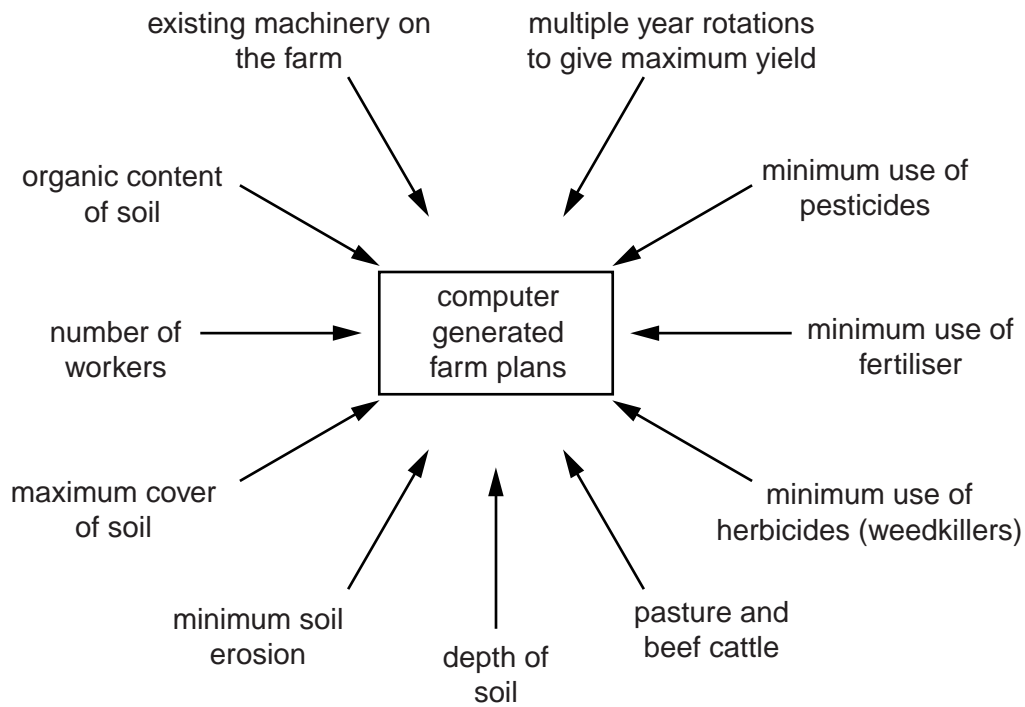 existing machinery on
the farm
multiple year rotations
to give maximum yield
organic content
of soil
minimum use of
pesticides
computer
generated
farm plans
number of
workers
minimum use of
fertiliser
maximum cover
of soil
minimum use of
herbicides (weedkillers)
minimum soil
erosion
depth of
soil
pasture and
beef cattle